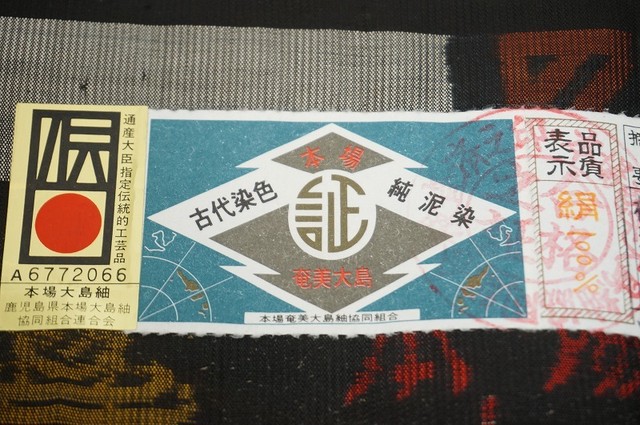 伝
通産大臣指定伝統的工芸品
A6772066
本場大島紬
鹿児島県本場大島紬
協同組合連合会
本場
古代染色
証
純泥染
奄美大島
本場奄美大島紬協同組合
品質
表示
絹100%